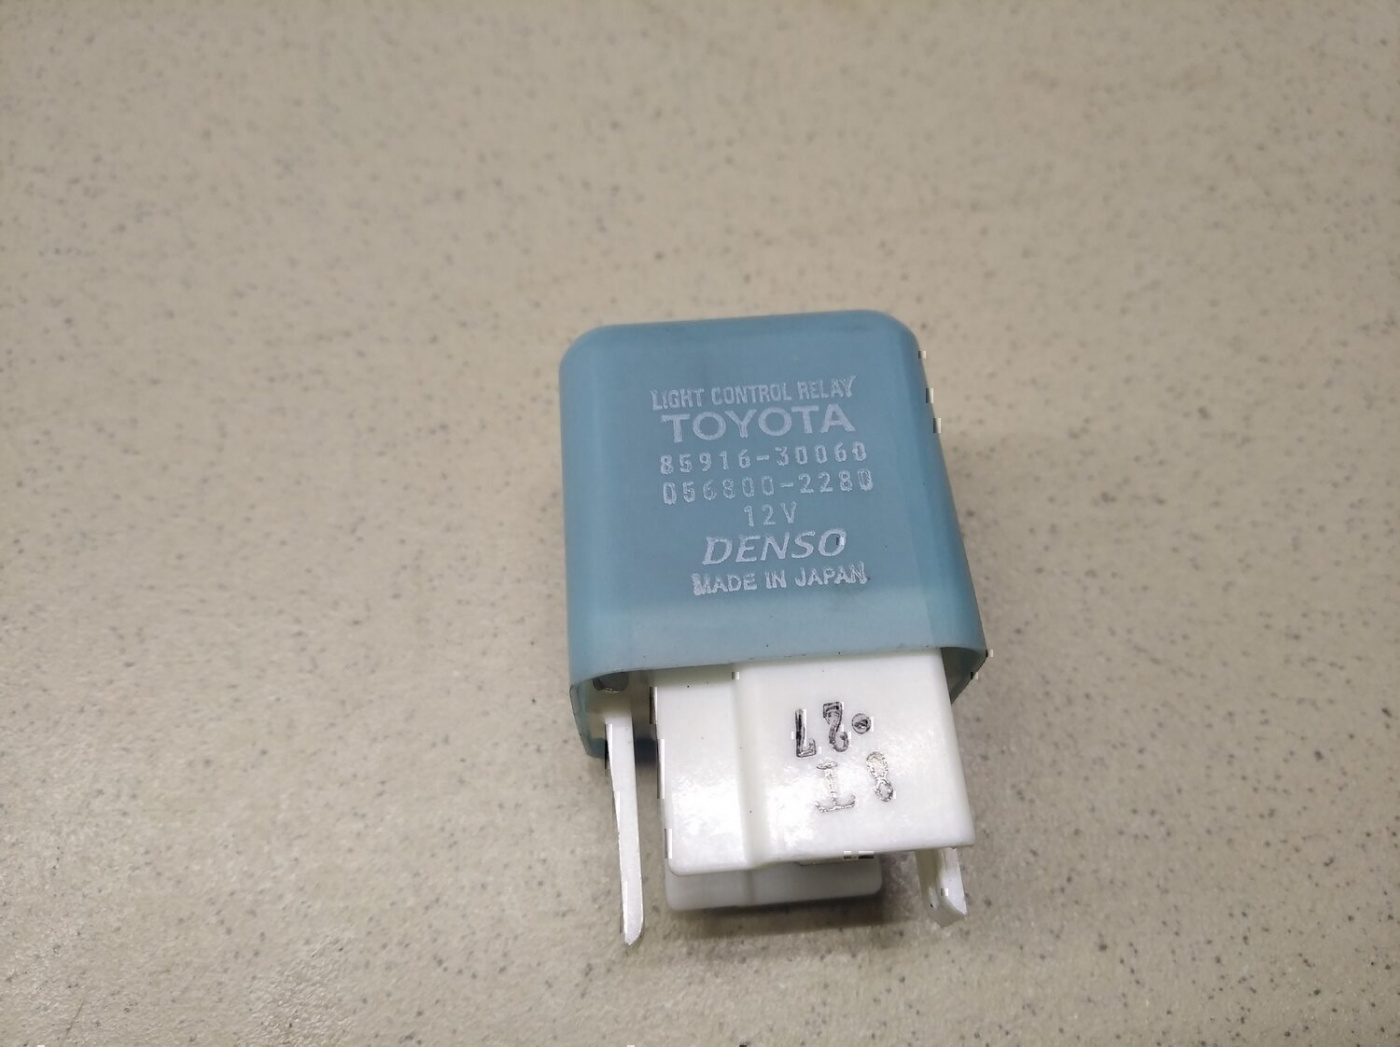 LIGHT CONTROL RELAY
TOYOTA
85916-30060
056800-2280
12V
DENSO
MADE IN JAPAN